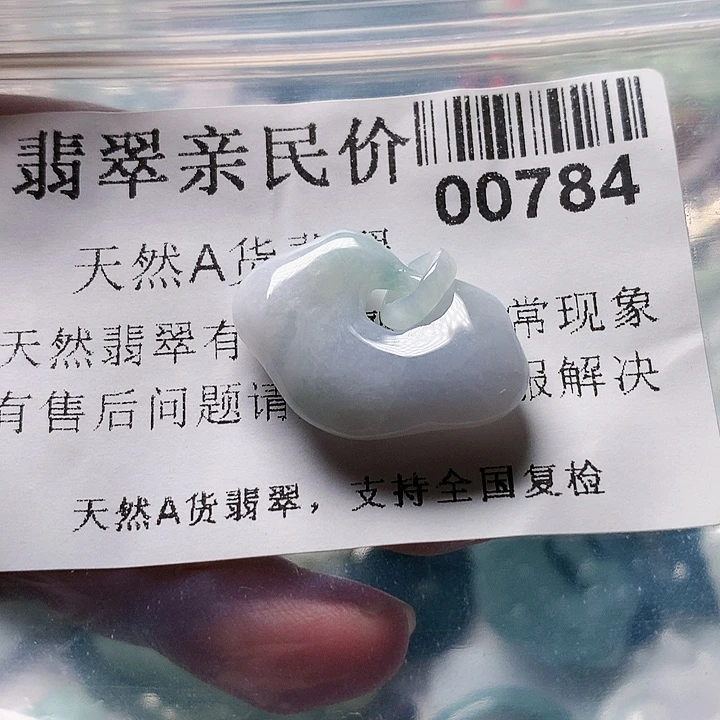 翡翠亲民价
00784
天然A货翡翠
天然翡翠有 常现象
有售后问题请 服解决
天然A货翡翠，支持全国复检